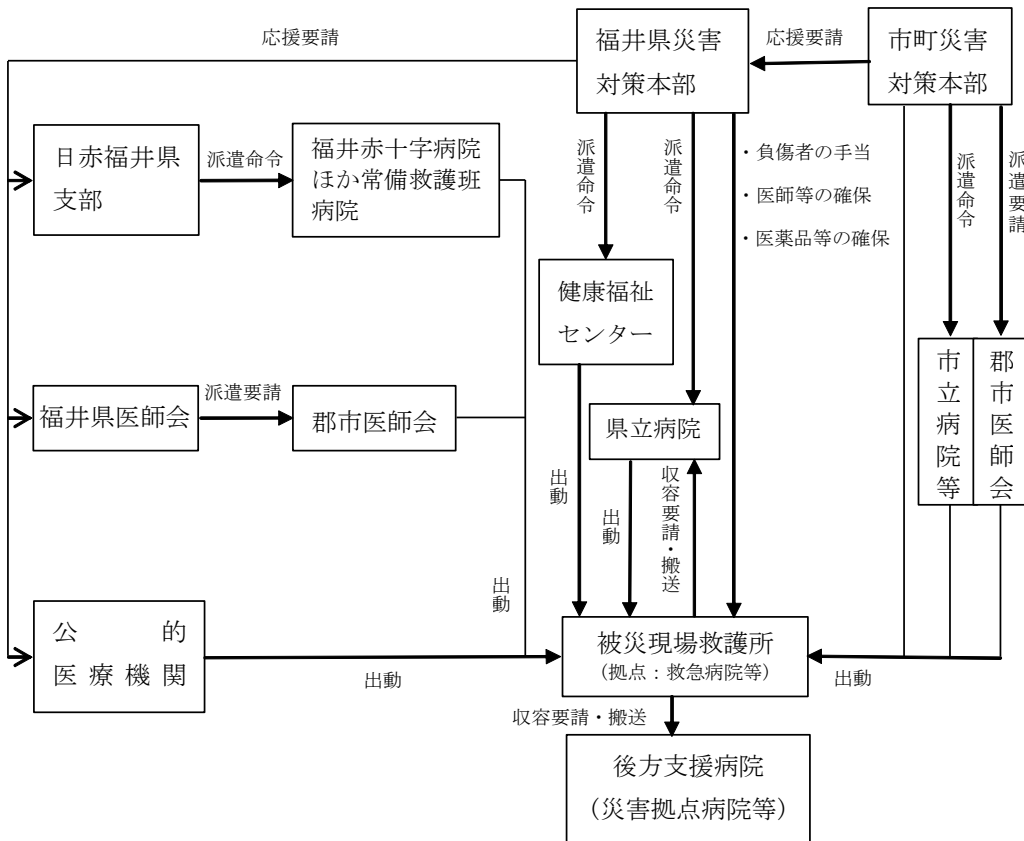 応援要請
福井県災害
対策本部
応援要請
市町災害
対策本部
日赤福井県
支部
派遣命令
福井赤十字病院
ほか常備救護班
病院
派遣命令
派遣命令
・負傷者の手当
・医師等の確保
・医薬品等の確保
派遣命令
派遣要請
健康福祉
センター
市立病院等
郡市医師会
福井県医師会
派遣要請
郡市医師会
県立病院
出動
出動
収容要請・搬送
出動
公的
医療機関
出動
被災現場救護所
(拠点：救急病院等)
出動
収容要請・搬送
後方支援病院
（災害拠点病院等）